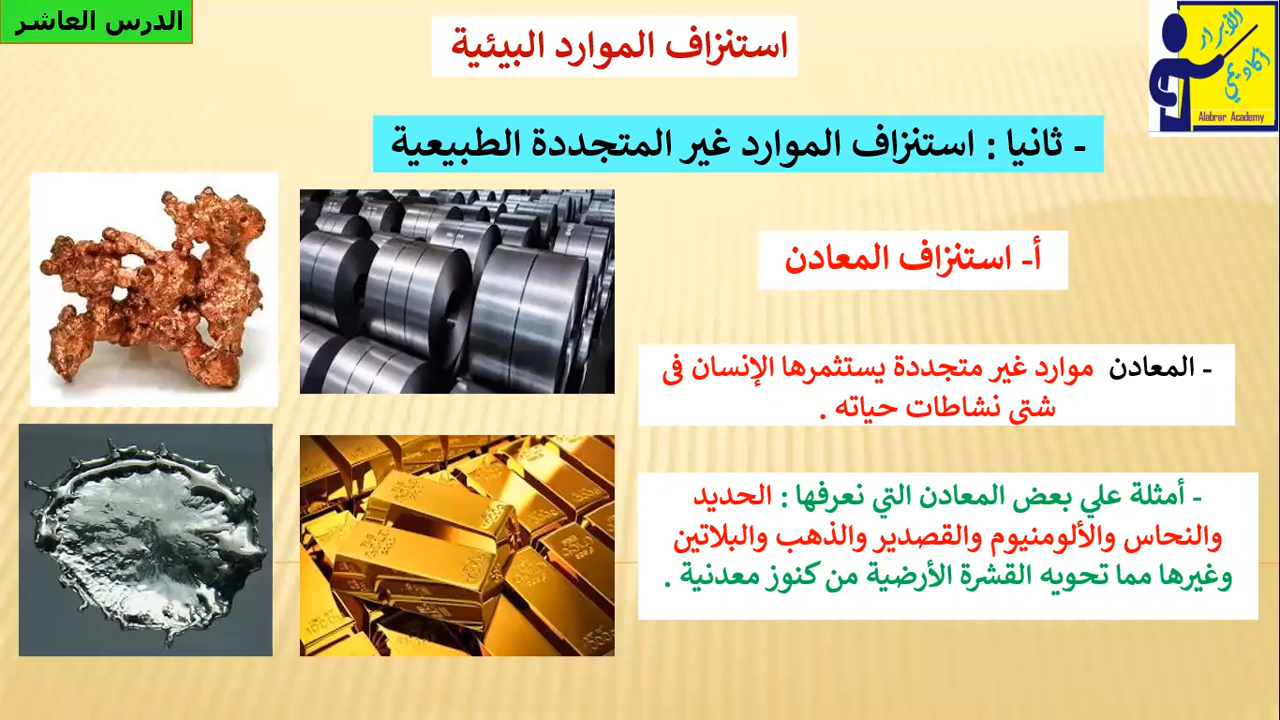 الدرس العاشر
استنزاف الموارد البيئية
الأبرار
أكاديمي
Alabrar Academy
- ثانيا : استنزاف الموارد غير المتجددة الطبيعية
أ- استنزاف المعادن
- المعادن موارد غير متجددة يستثمرها الإنسان فى
شتى نشاطات حياته .
- أمثلة علي بعض المعادن التي نعرفها : الحديد
والنحاس والألومنيوم والقصدير والذهب والبلاتين
وغيرها مما تحويه القشرة الأرضية من كنوز معدنية .